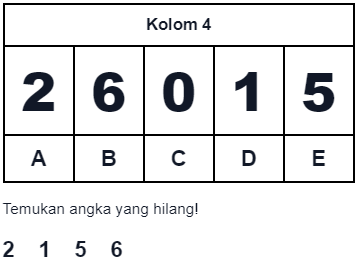 Kolom 4
2 6 0 1 5
A B C D E
Temukan angka yang hilang!
2 1 5 6